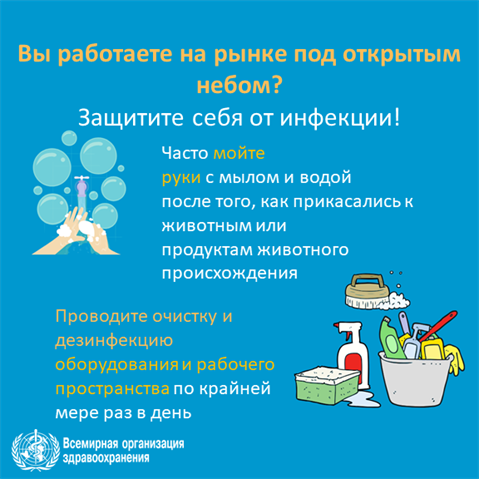 Вы работаете на рынке под открытым
небом?
Защитите себя от инфекции!
Часто мойте
руки с мылом и водой
после того, как прикасались к
животным или
продуктам животного
происхождения
Проводите очистку и
дезинфекцию
оборудования и рабочего
пространства по крайней
мере раз в день
Всемирная организация
здравоохранения